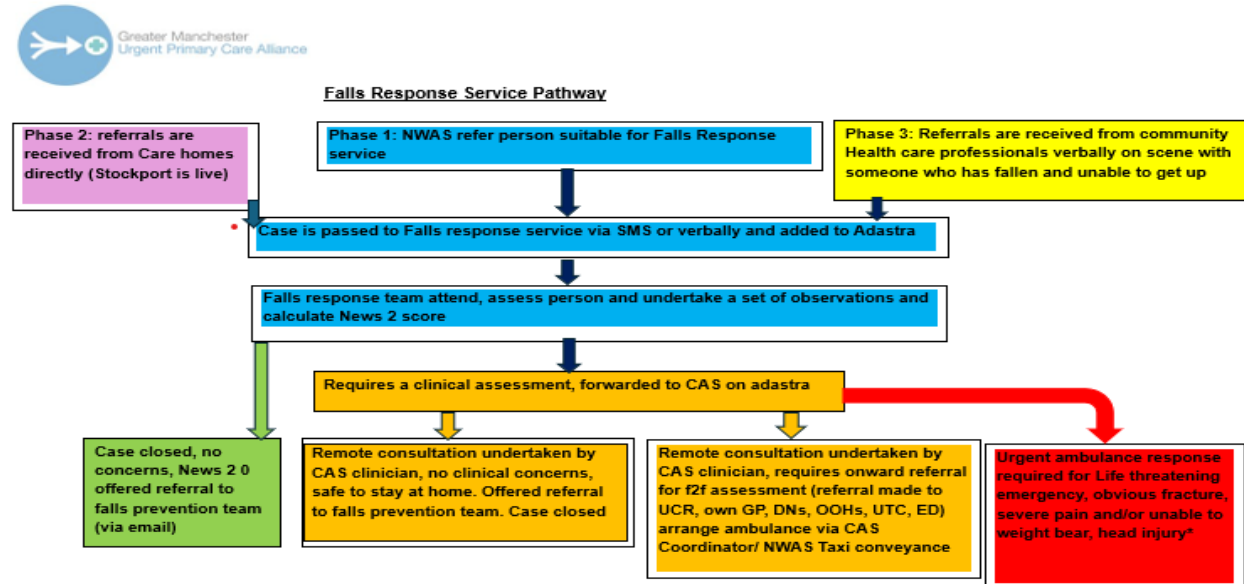 Greater Manchester
Urgent Primary Care Alliance
Falls Response Service Pathway
Phase 2: referrals are
received from Care homes
directly (Stockport is live)
Phase 1: NWAS refer person suitable for Falls Response
service
Phase 3: Referrals are received from community
Health care professionals verbally on scene with
someone who has fallen and unable to get up
Case is passed to Falls response service via SMS or verbally and added to Adastra
Falls response team attend, assess person and undertake a set of observations and
calculate News 2 score
Requires a clinical assessment, forwarded to CAS on adastra
Case closed, no
concerns, News 2 0
offered referral to
falls prevention team
(via email)
Remote consultation undertaken by
CAS clinician, no clinical concerns,
safe to stay at home. Offered referral
to falls prevention team. Case closed
Remote consultation undertaken by
CAS clinician, requires onward referral
for f2f assessment (referral made to
UCR, own GP, DNs, OOHs, UTC, ED)
arrange ambulance via CAS
Coordinator/ NWAS Taxi conveyance
Urgent ambulance response
required for Life threatening
emergency, obvious fracture,
severe pain and/or unable to
weight bear, head injury*